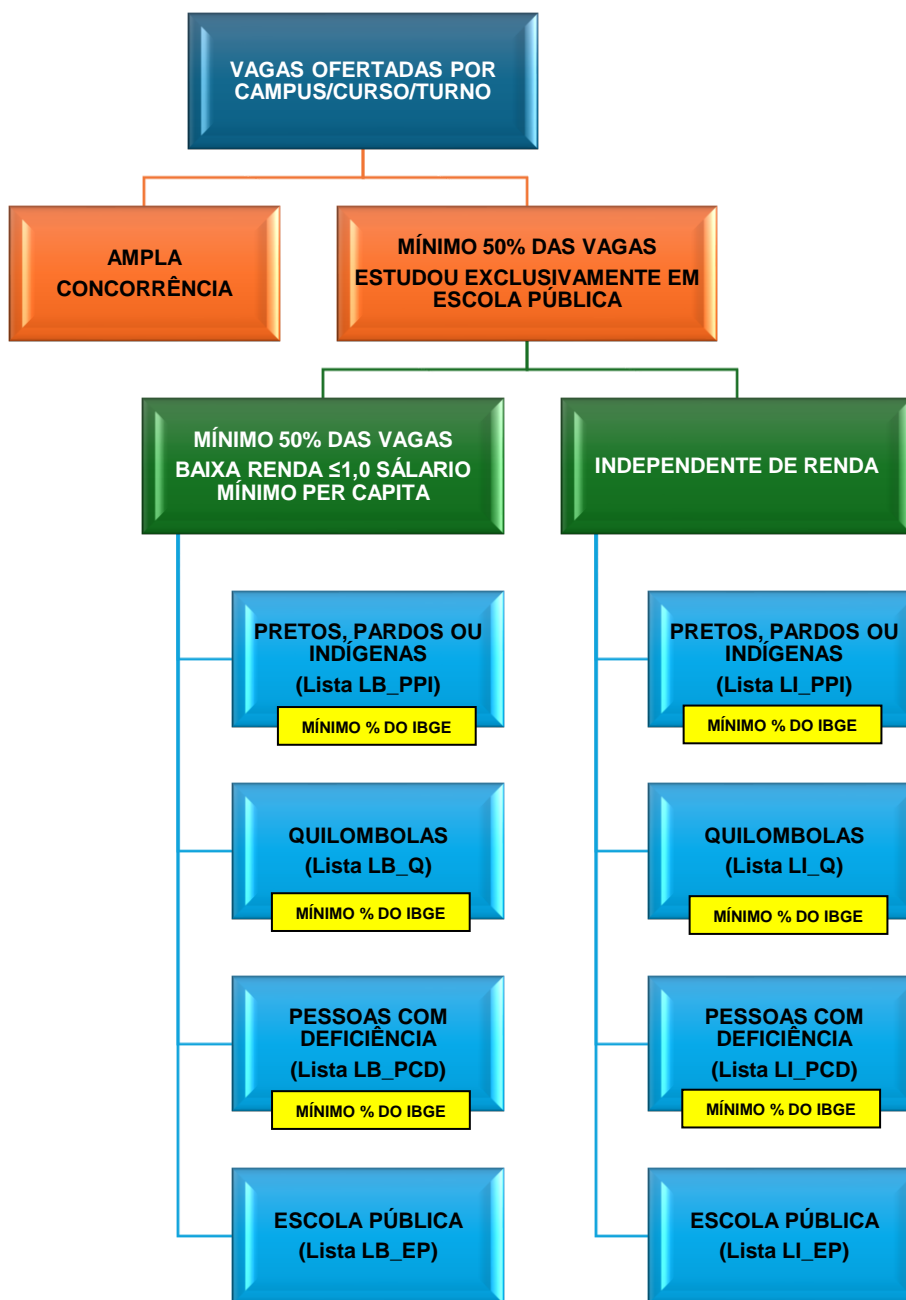 VAGAS OFERTADAS POR
CAMPUS/CURSO/TURNO
AMPLA
CONCORRÊNCIA
MÍNIMO 50% DAS VAGAS
ESTUDOU EXCLUSIVAMENTE EM
ESCOLA PÚBLICA
MÍNIMO 50% DAS VAGAS
BAIXA RENDA ≤1,0 SÁLARIO
MÍNIMO PER CAPITA
INDEPENDENTE DE RENDA
PRETOS, PARDOS OU
INDÍGENAS
(Lista LB_PPI)
MÍNIMO % DO IBGE
PRETOS, PARDOS OU
INDÍGENAS
(Lista LI_PPI)
MÍNIMO % DO IBGE
QUILOMBOLAS
(Lista LB_Q)
MÍNIMO % DO IBGE
QUILOMBOLAS
(Lista LI_Q)
MÍNIMO % DO IBGE
PESSOAS COM
DEFICIÊNCIA
(Lista LB_PCD)
MÍNIMO % DO IBGE
PESSOAS COM
DEFICIÊNCIA
(Lista LI_PCD)
MÍNIMO % DO IBGE
ESCOLA PÚBLICA
(Lista LB_EP)
ESCOLA PÚBLICA
(Lista LI_EP)